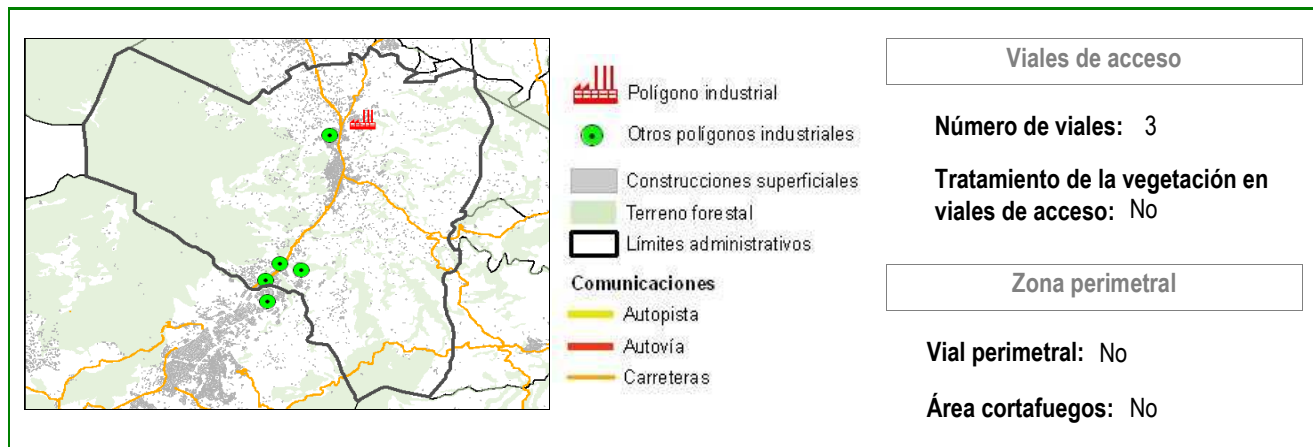 Polígono industrial
Otros polígonos industriales
Construcciones superficiales
Terreno forestal
Límites administrativos
Comunicaciones
Autopista
Autovía
Carreteras
Viales de acceso
Número de viales: 3
Tratamiento de la vegetación en
viales de acceso: No
Zona perimetral
Vial perimetral: No
Área cortafuegos: No